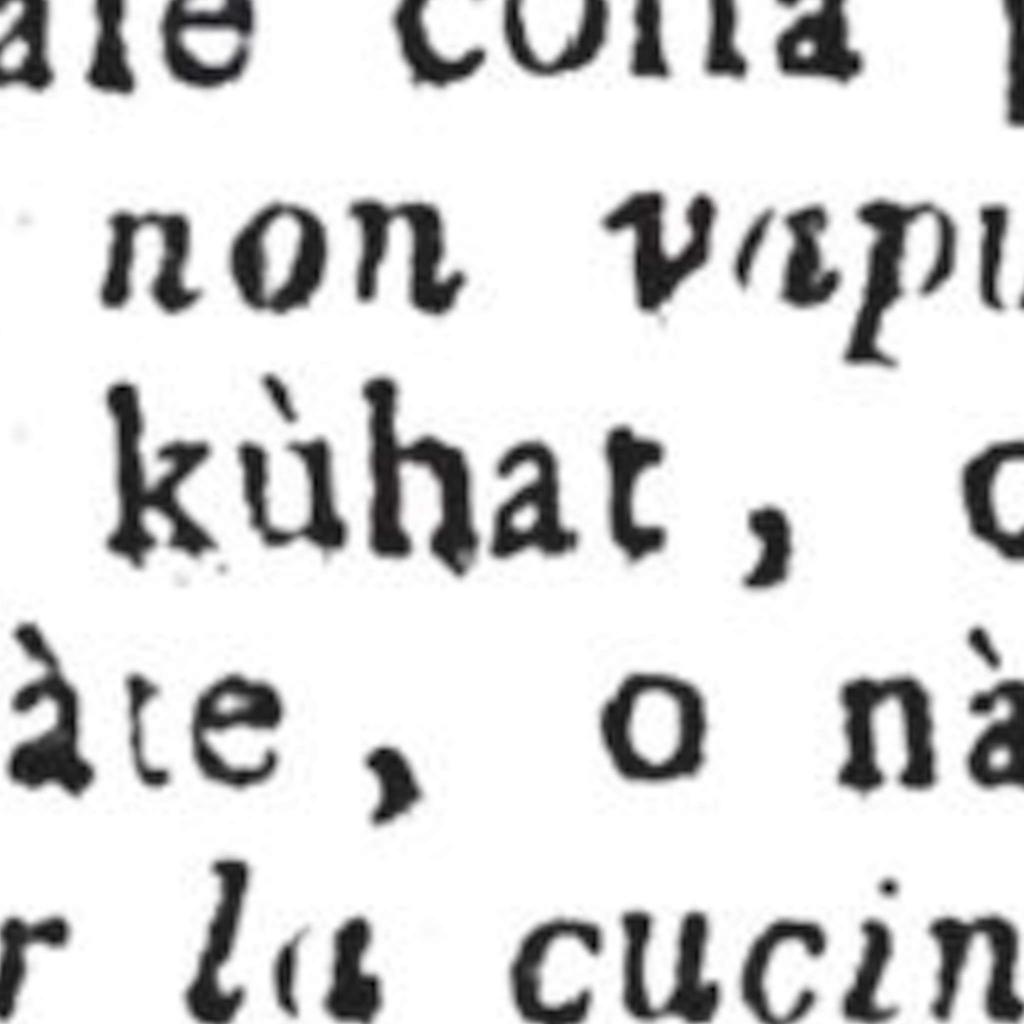 ale colla
non vapu
kùhat,
àte, o nà
r la cucin